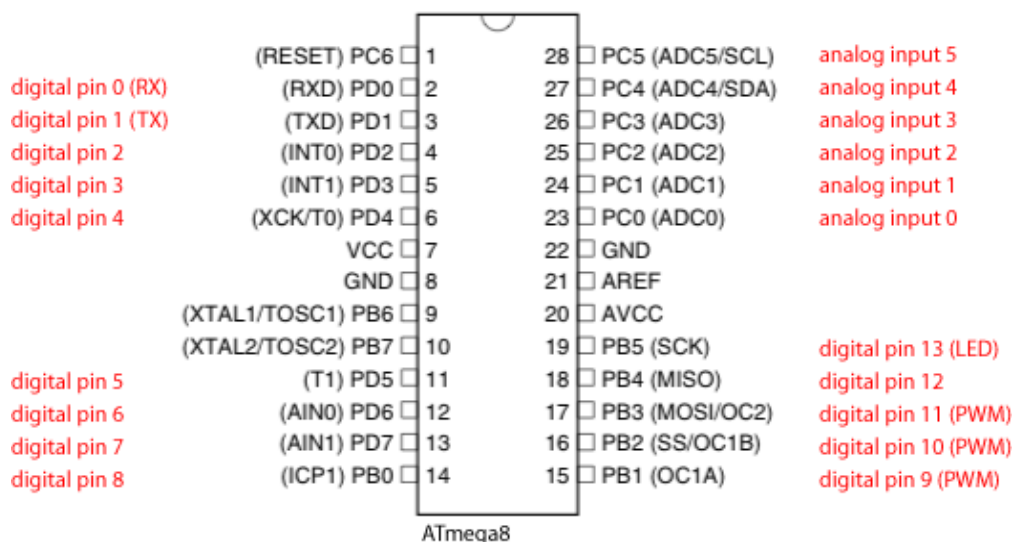 (RESET) PC6 1 28 PC5 (ADC5/SCL) analog input 5
digital pin 0 (RX) (RXD) PD0 2 27 PC4 (ADC4/SDA) analog input 4
digital pin 1 (TX) (TXD) PD1 3 26 PC3 (ADC3) analog input 3
digital pin 2 (INT0) PD2 4 25 PC2 (ADC2) analog input 2
digital pin 3 (INT1) PD3 5 24 PC1 (ADC1) analog input 1
digital pin 4 (XCK/T0) PD4 6 23 PC0 (ADC0) analog input 0
VCC 7 22 GND
GND 8 21 AREF
(XTAL1/TOSC1) PB6 9 20 AVCC
(XTAL2/TOSC2) PB7 10 19 PB5 (SCK) digital pin 13 (LED)
digital pin 5 (T1) PD5 11 18 PB4 (MISO) digital pin 12
digital pin 6 (AIN0) PD6 12 17 PB3 (MOSI/OC2) digital pin 11 (PWM)
digital pin 7 (AIN1) PD7 13 16 PB2 (SS/OC1B) digital pin 10 (PWM)
digital pin 8 (ICP1) PB0 14 15 PB1 (OC1A) digital pin 9 (PWM)
ATmega8